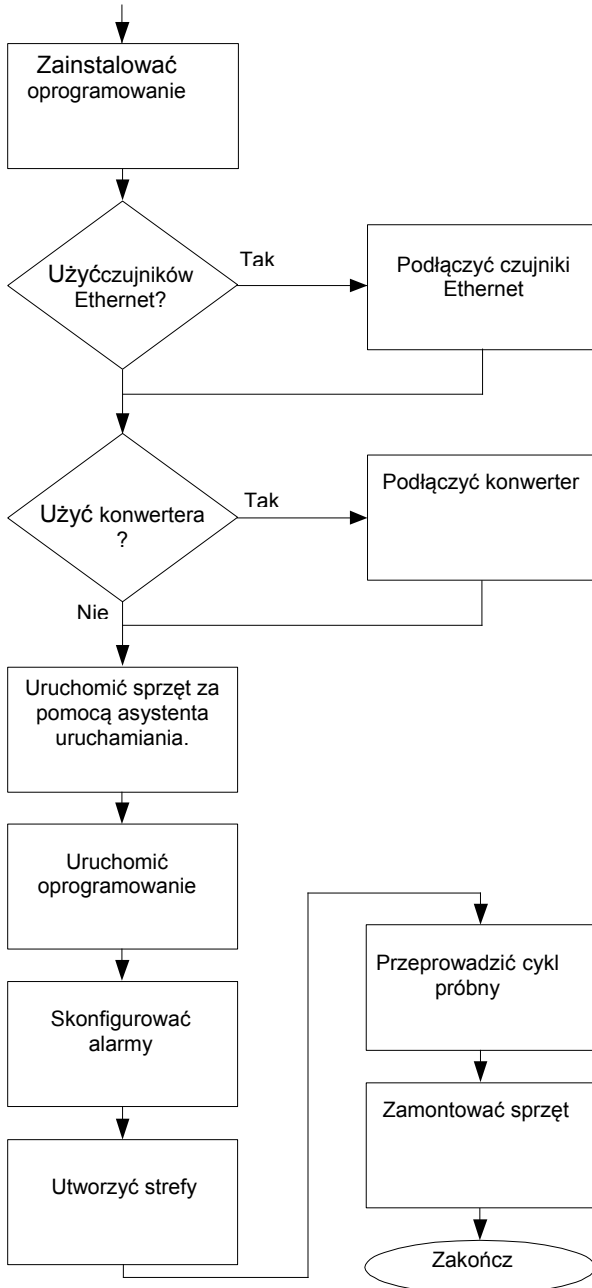 Zainstalować
oprogramowanie
Użyćczujników
Ethernet?
Tak
Podłączyć czujniki
Ethernet
Użyć konwertera
?
Tak
Podłączyć konwerter
Nie
Uruchomić sprzęt za
pomocą asystenta
uruchamiania.
Uruchomić
oprogramowanie
Skonfigurować
alarmy
Utworzyć strefy
Przeprowadzić cykl
próbny
Zamontować sprzęt
Zakończ